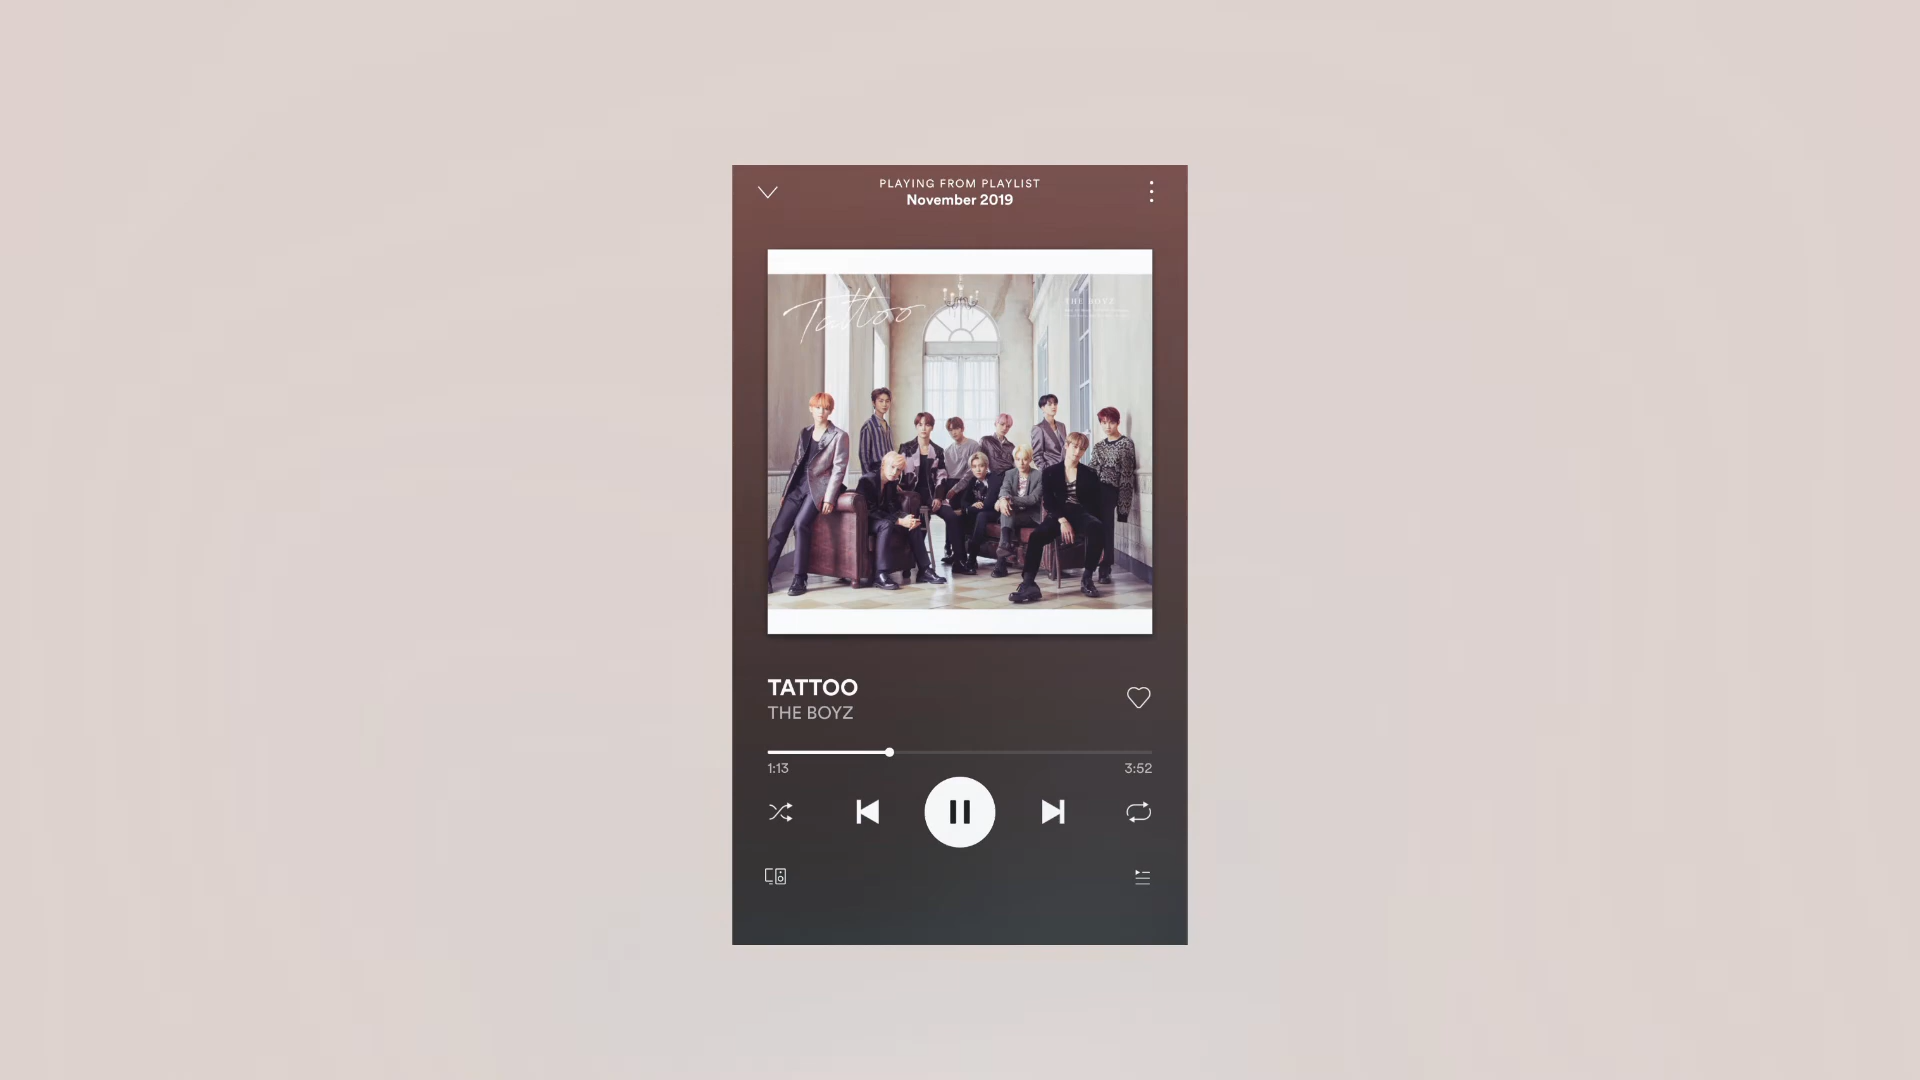 PLAYING FROM PLAYLIST
November 2019
Tattoo
THE BOYZ
TATTOO
THE BOYZ
1:13
3:52